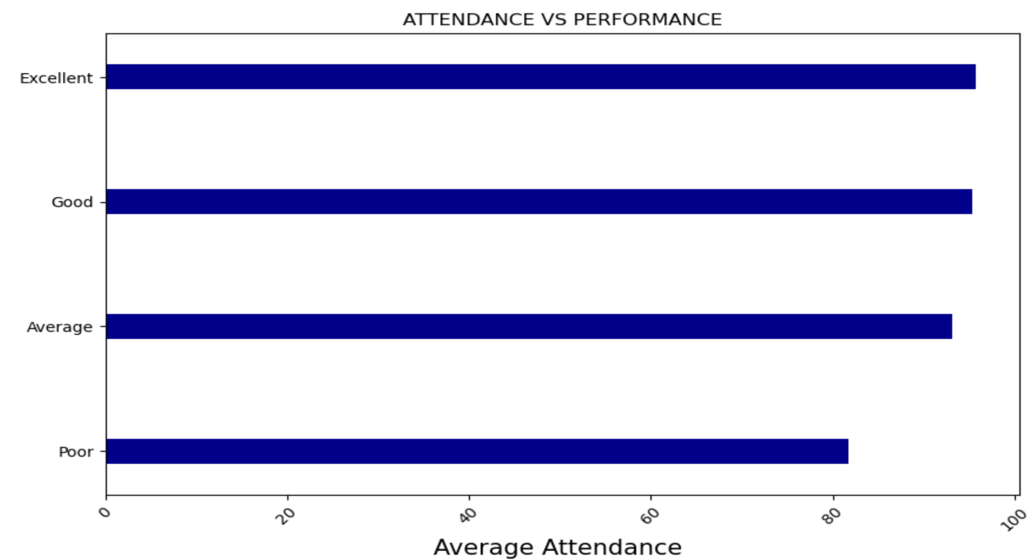 ATTENDANCE VS PERFORMANCE
Excellent
Good
Average
Poor
0 20 40 60 80 100
Average Attendance